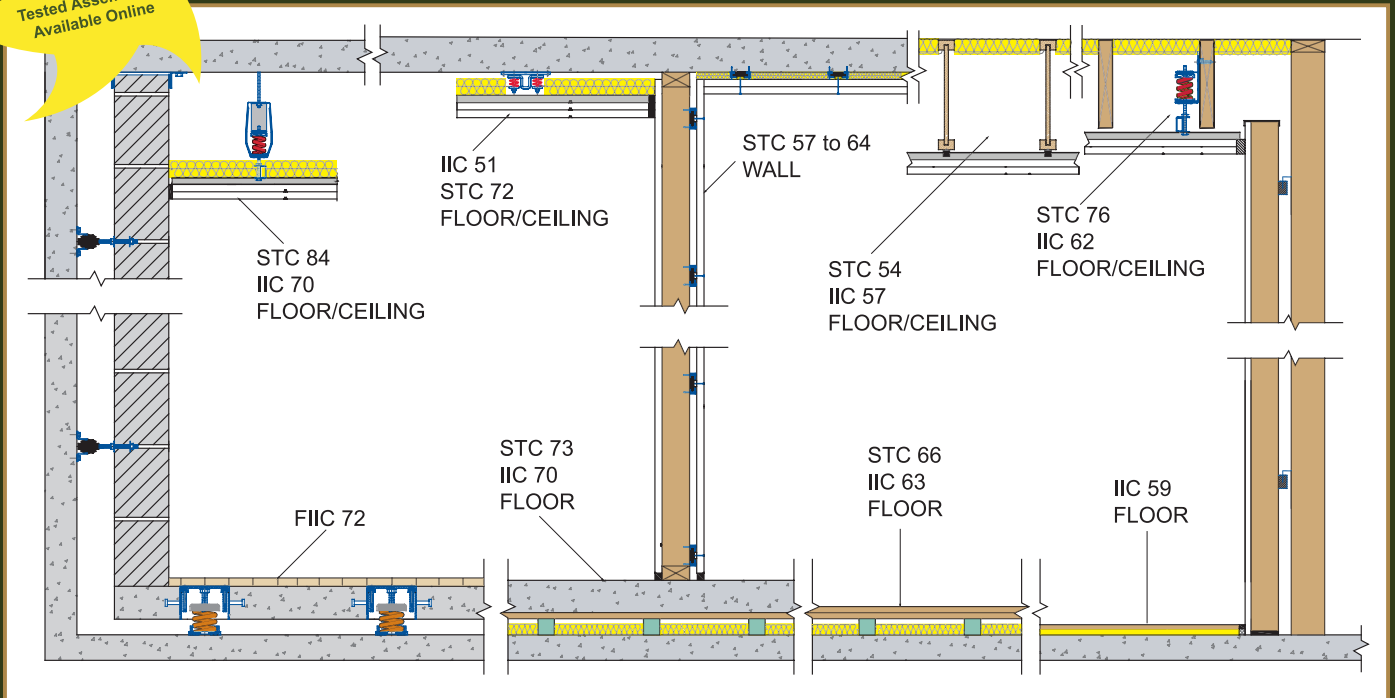 Tested
Available Online
IIC 51
STC 72
FLOOR/CEILING
STC 57 to 64
WALL
STC 84
IIC 70
FLOOR/CEILING
STC 54
IIC 57
FLOOR/CEILING
STC 76
IIC 62
FLOOR/CEILING
FIIC 72
STC 73
IIC 70
FLOOR
STC 66
IIC 63
FLOOR
IIC 59
FLOOR